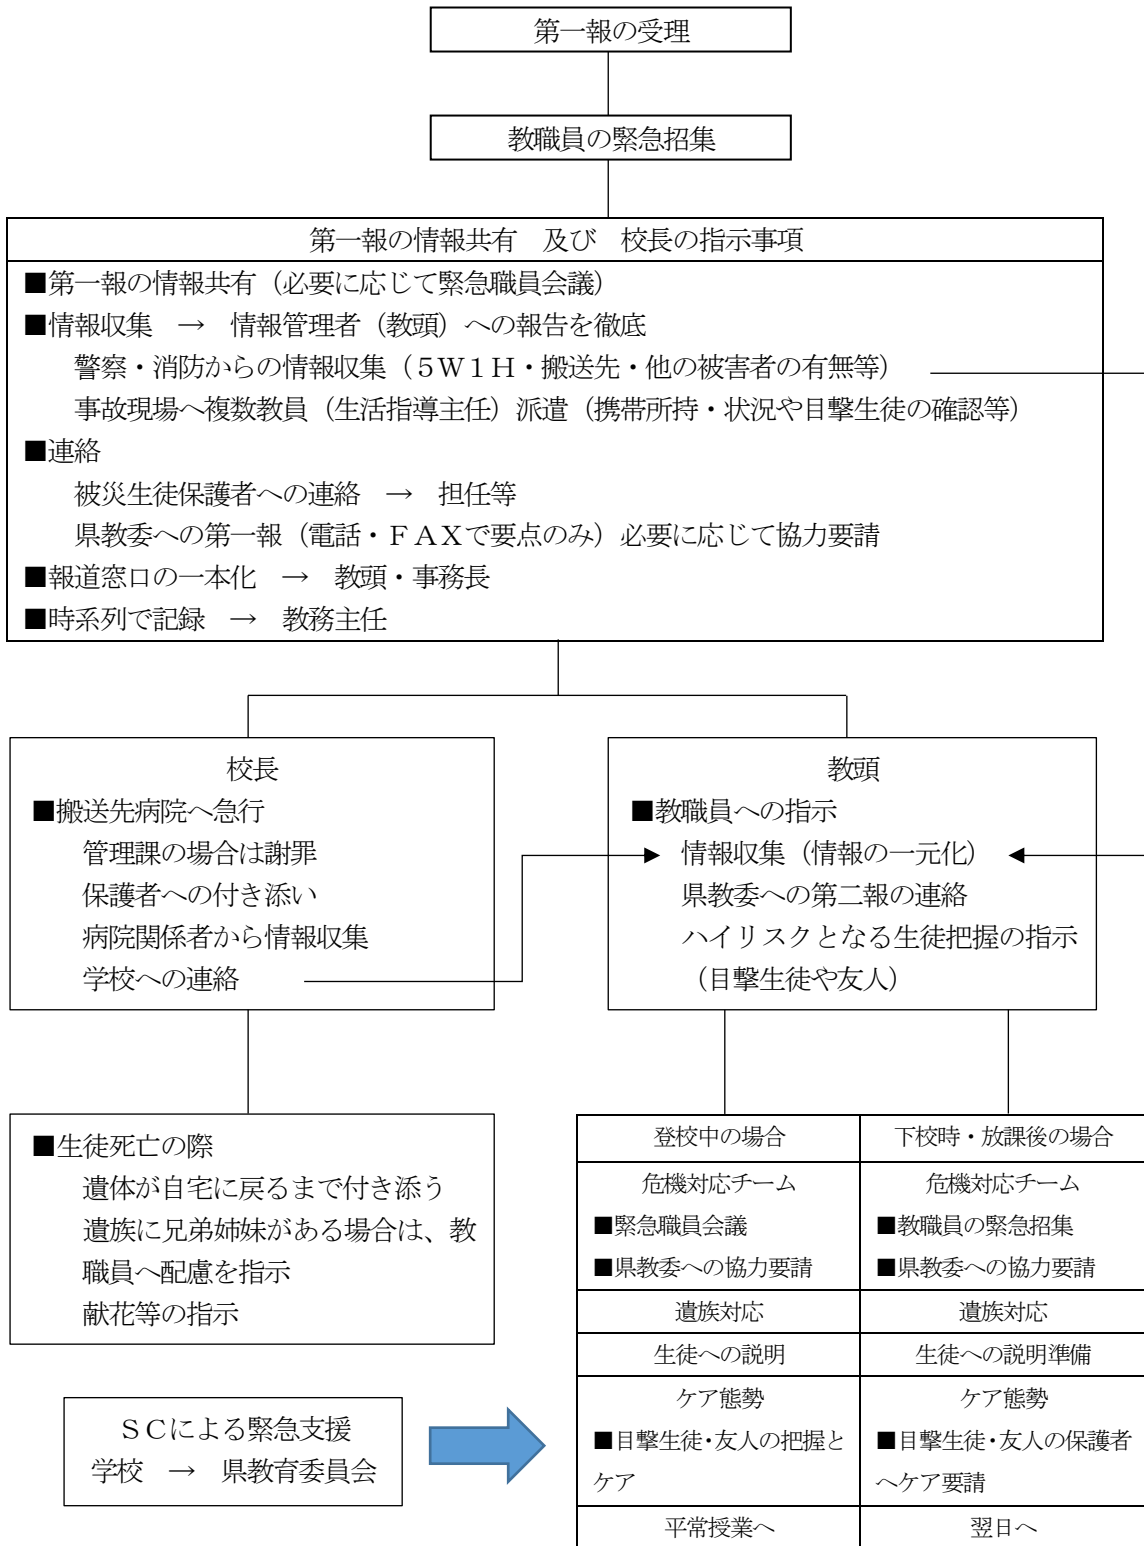 第一報の受理
教職員の緊急招集
第一報の情報共有　及び　校長の指示事項
■第一報の情報共有（必要に応じて緊急職員会議）
■情報収集　→　情報管理者（教頭）への報告を徹底
警察・消防からの情報収集（５Ｗ１Ｈ・搬送先・他の被害者の有無等）
事故現場へ複数教員（生活指導主任）派遣（携帯所持・状況や目撃生徒の確認等）
■連絡
被災生徒保護者への連絡　→　担任等
県教委への第一報（電話・ＦＡＸで要点のみ）必要に応じて協力要請
■報道窓口の一本化　→　教頭・事務長
■時系列で記録　→　教務主任
校長
■搬送先病院へ急行
管理課の場合は謝罪
保護者への付き添い
病院関係者から情報収集
学校への連絡
教頭
■教職員への指示
情報収集（情報の一元化）
県教委への第二報の連絡
ハイリスクとなる生徒把握の指示
（目撃生徒や友人）
■生徒死亡の際
遺体が自宅に戻るまで付き添う
遺族に兄弟姉妹がある場合は、教
職員へ配慮を指示
献花等の指示
ＳＣによる緊急支援
学校　→　県教育委員会
登校中の場合
危機対応チーム
■緊急職員会議
■県教委への協力要請
遺族対応
生徒への説明
ケア態勢
■目撃生徒・友人の把握と
ケア
平常授業へ
下校時・放課後の場合
危機対応チーム
■教職員の緊急招集
■県教委への協力要請
遺族対応
生徒への説明準備
ケア態勢
■目撃生徒・友人の保護者
へケア要請
翌日へ